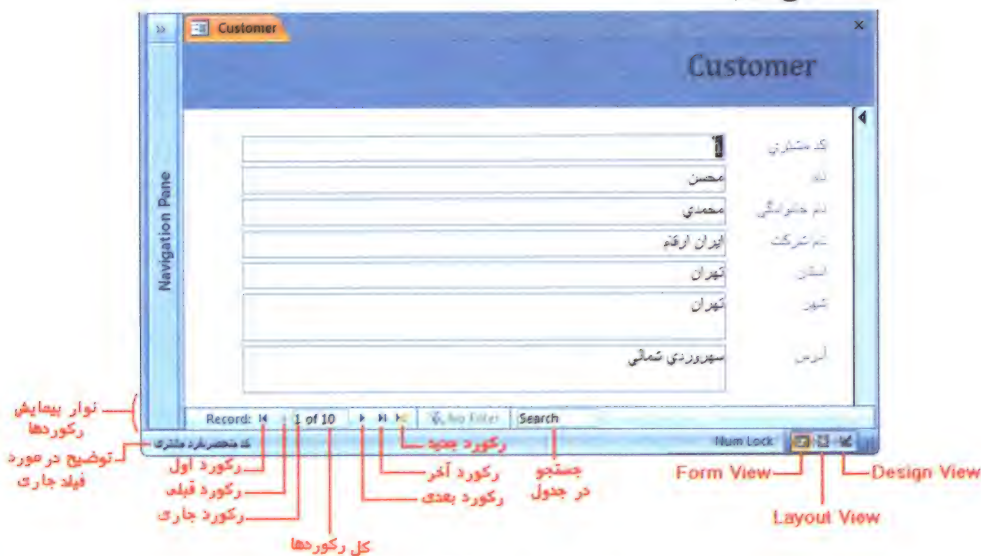 Customer
Customer
Navigation Pane
کد مشتری 1
نام محسن
نام خانوادگی محمدی
نام شرکت ایران ارقام
استان تهران
شهر تهران
آدرس سهروردی شمالی
Record: 1 of 10 No Filter Search
کد منحصربفرد مشتری Num Lock
نوار پیمایش رکوردها
توضیح در مورد فیلد جاری
رکورد اول
رکورد قبلی
رکورد جاری
کل رکوردها
رکورد جدید
رکورد آخر
رکورد بعدی
جستجو در جدول
Form View
Layout View
Design View